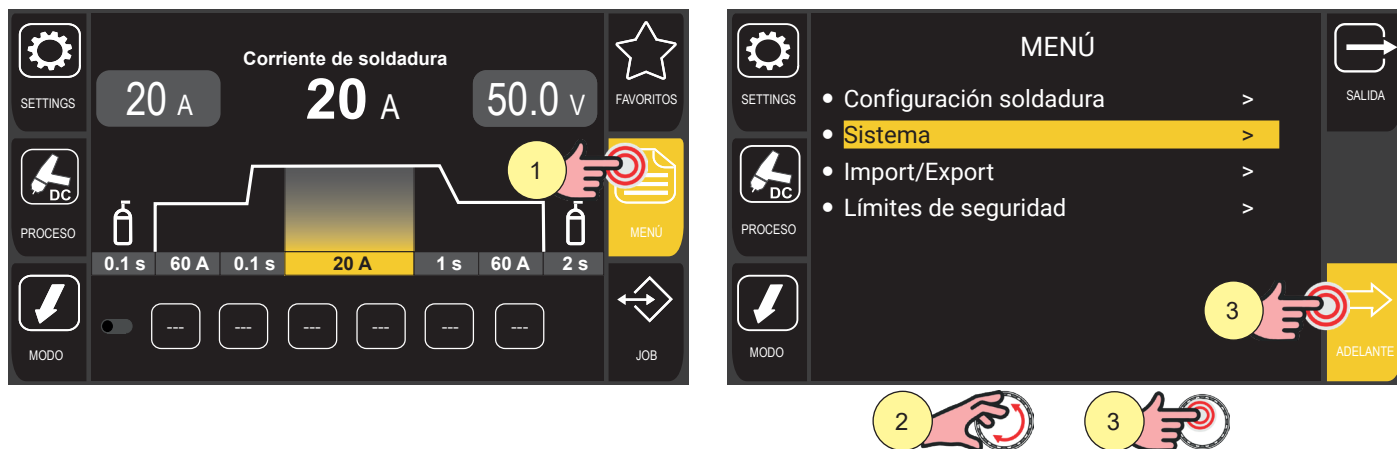 SETTINGS
Corriente de soldadura
20 A
20 A
50.0 V
FAVORITOS
DC
PROCESO
1
MENÚ
0.1 s 60 A 0.1 s 20 A 1 s 60 A 2 s
MODO
--- --- --- --- --- ---
JOB
SETTINGS
MENÚ
SALIDA
• Configuración soldadura >
• Sistema >
• Import/Export >
• Límites de seguridad >
DC
PROCESO
MODO
3
ADELANTE
2
3